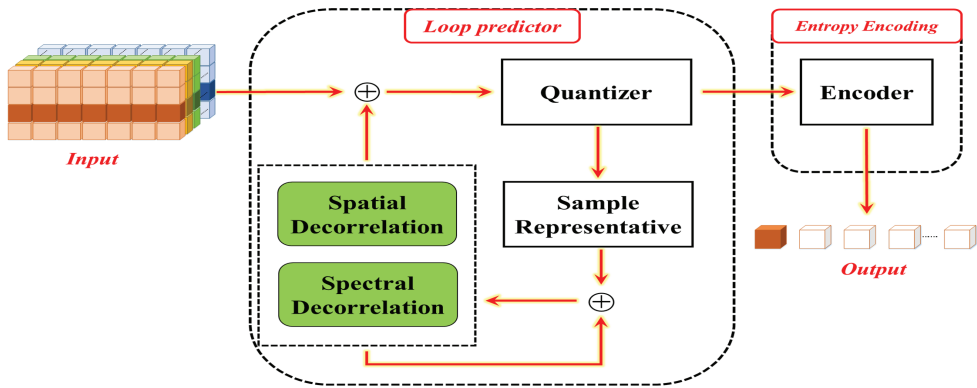 Loop predictor
Entropy Encoding
Input
Quantizer
Encoder
Spatial
Decorrelation
Spectral
Decorrelation
Sample
Representative
......
Output